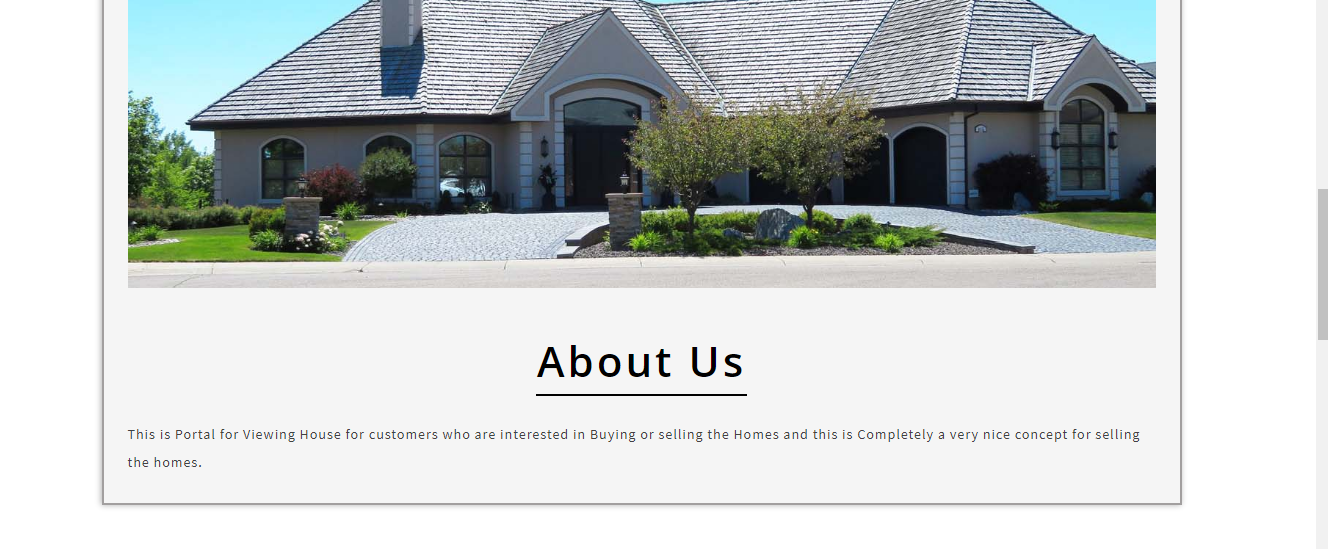 About Us
This is Portal for Viewing House for customers who are interested in Buying or selling the Homes and this is Completely a very nice concept for selling
the homes.